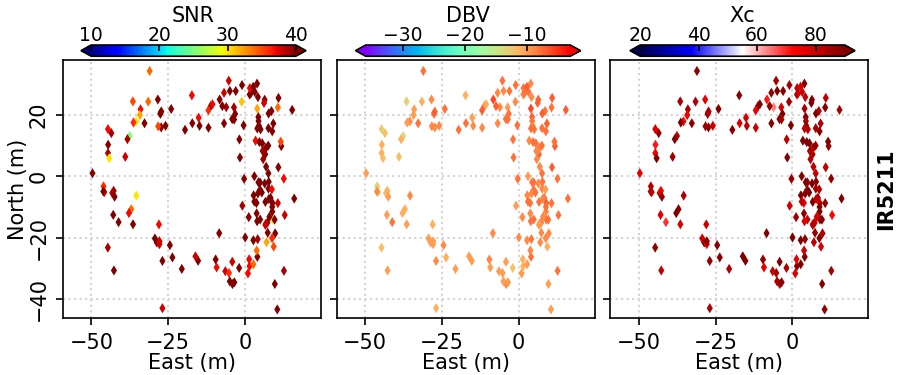 SNR DBV Xc
10 20 30 40 −30 −20 −10 20 40 60 80
North (m)
20
0
−20
−40
−50 −25 0 −50 −25 0 −50 −25 0
East (m) East (m) East (m)
IR5211